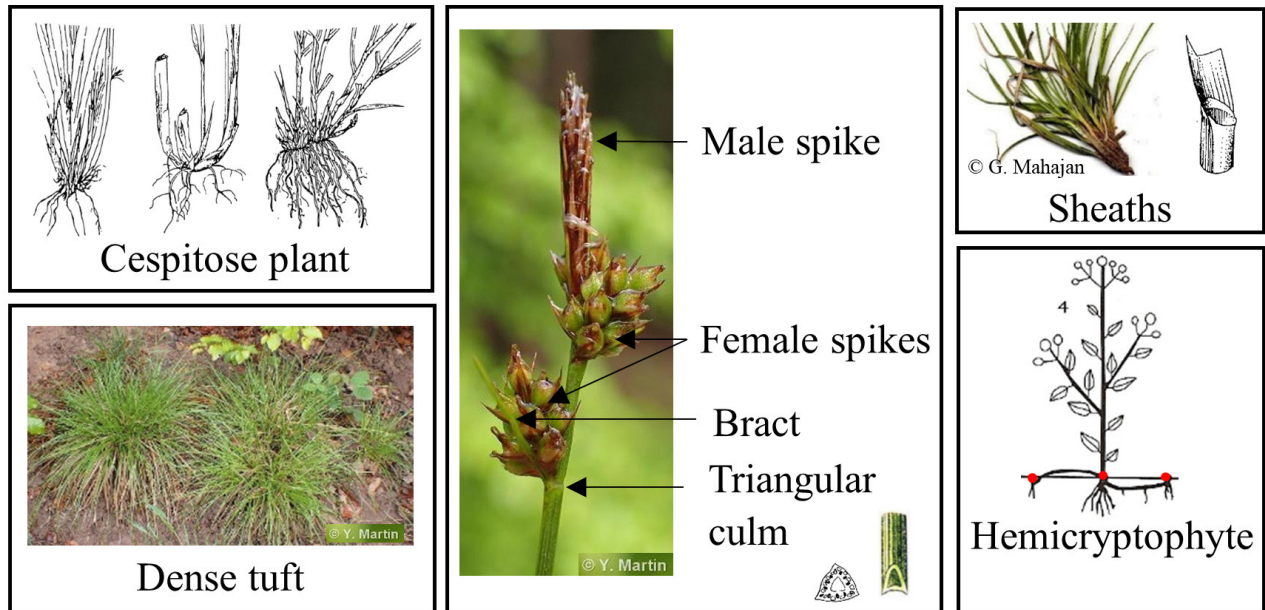 Cespitose plant
© Y. Martin
Dense tuft
Male spike
Female spikes
Bract
Triangular
culm
© Y. Martin
© G. Mahajan
Sheaths
4
Hemicryptophyte